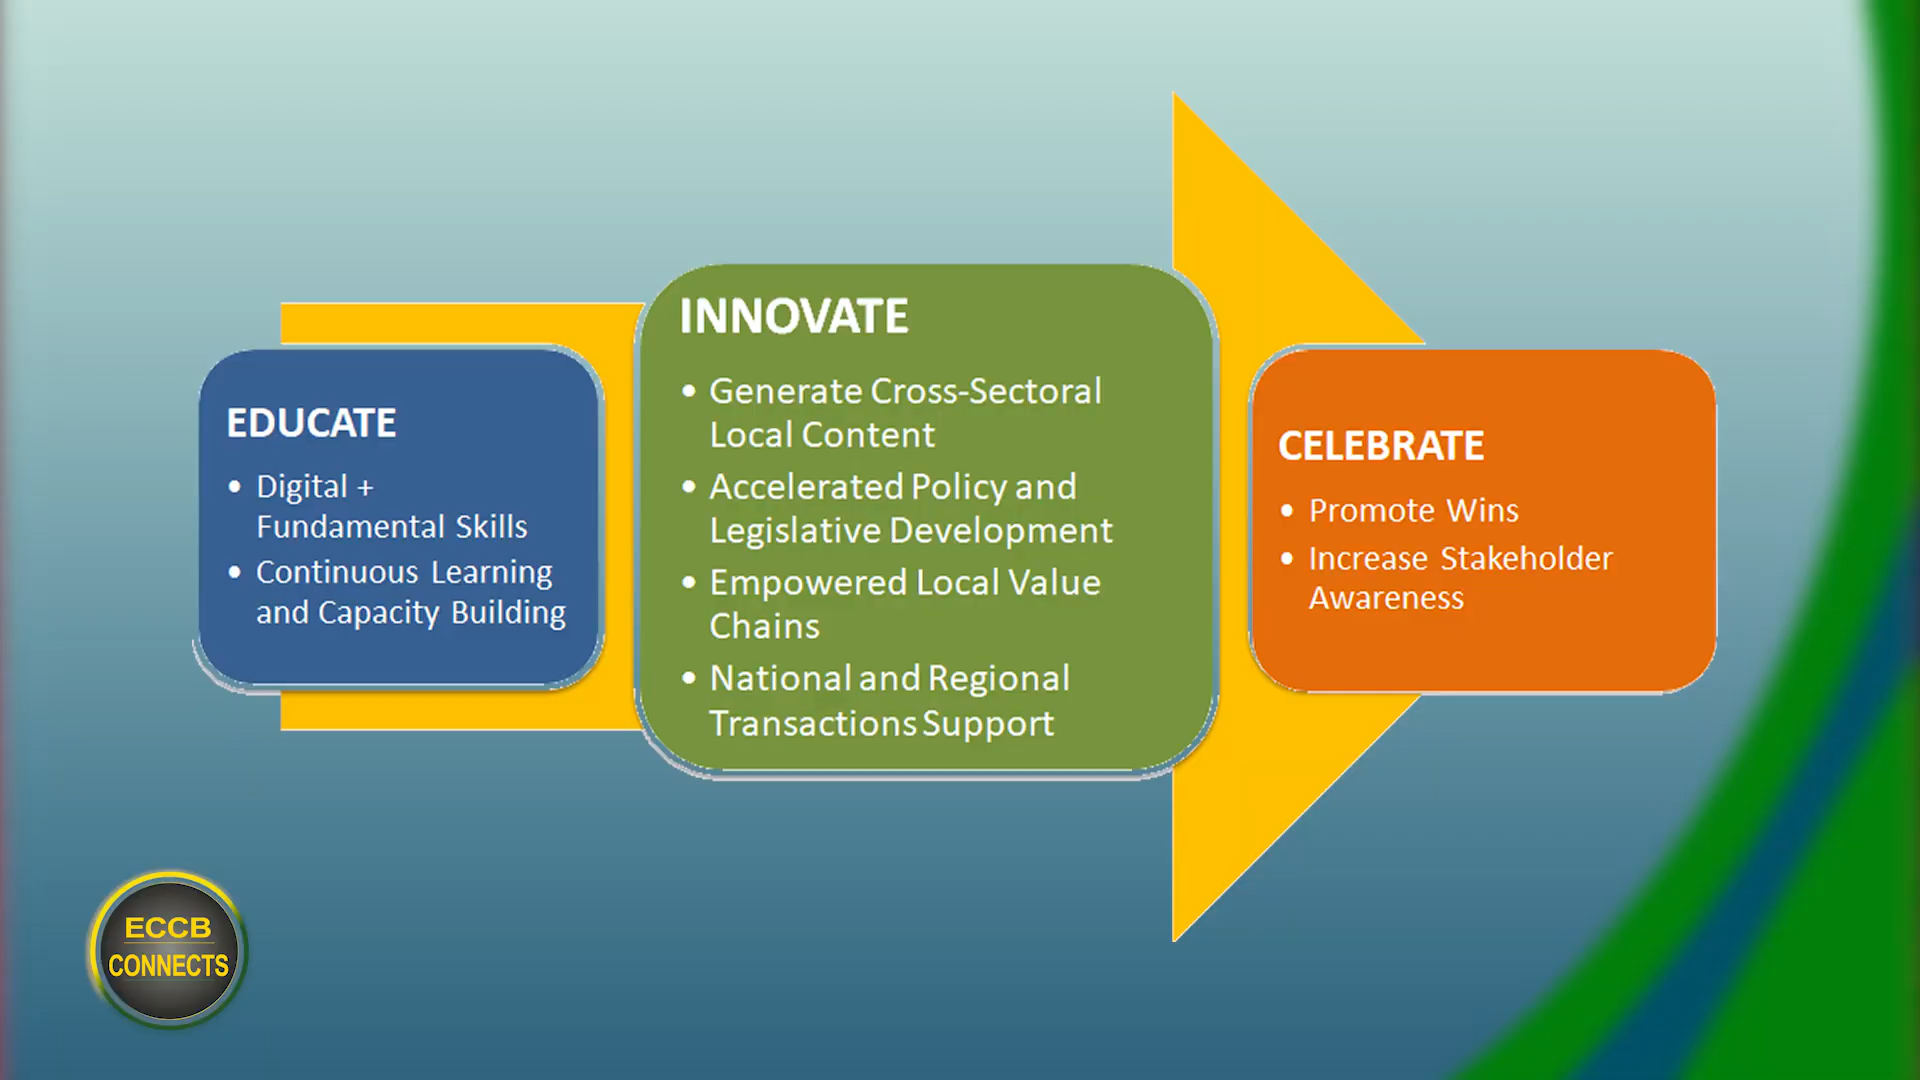 EDUCATE
• Digital +
Fundamental Skills
• Continuous Learning
and Capacity Building
INNOVATE
• Generate Cross-Sectoral
Local Content
• Accelerated Policy and
Legislative Development
• Empowered Local Value
Chains
• National and Regional
Transactions Support
CELEBRATE
• Promote Wins
• Increase Stakeholder
Awareness
ECCB
CONNECTS